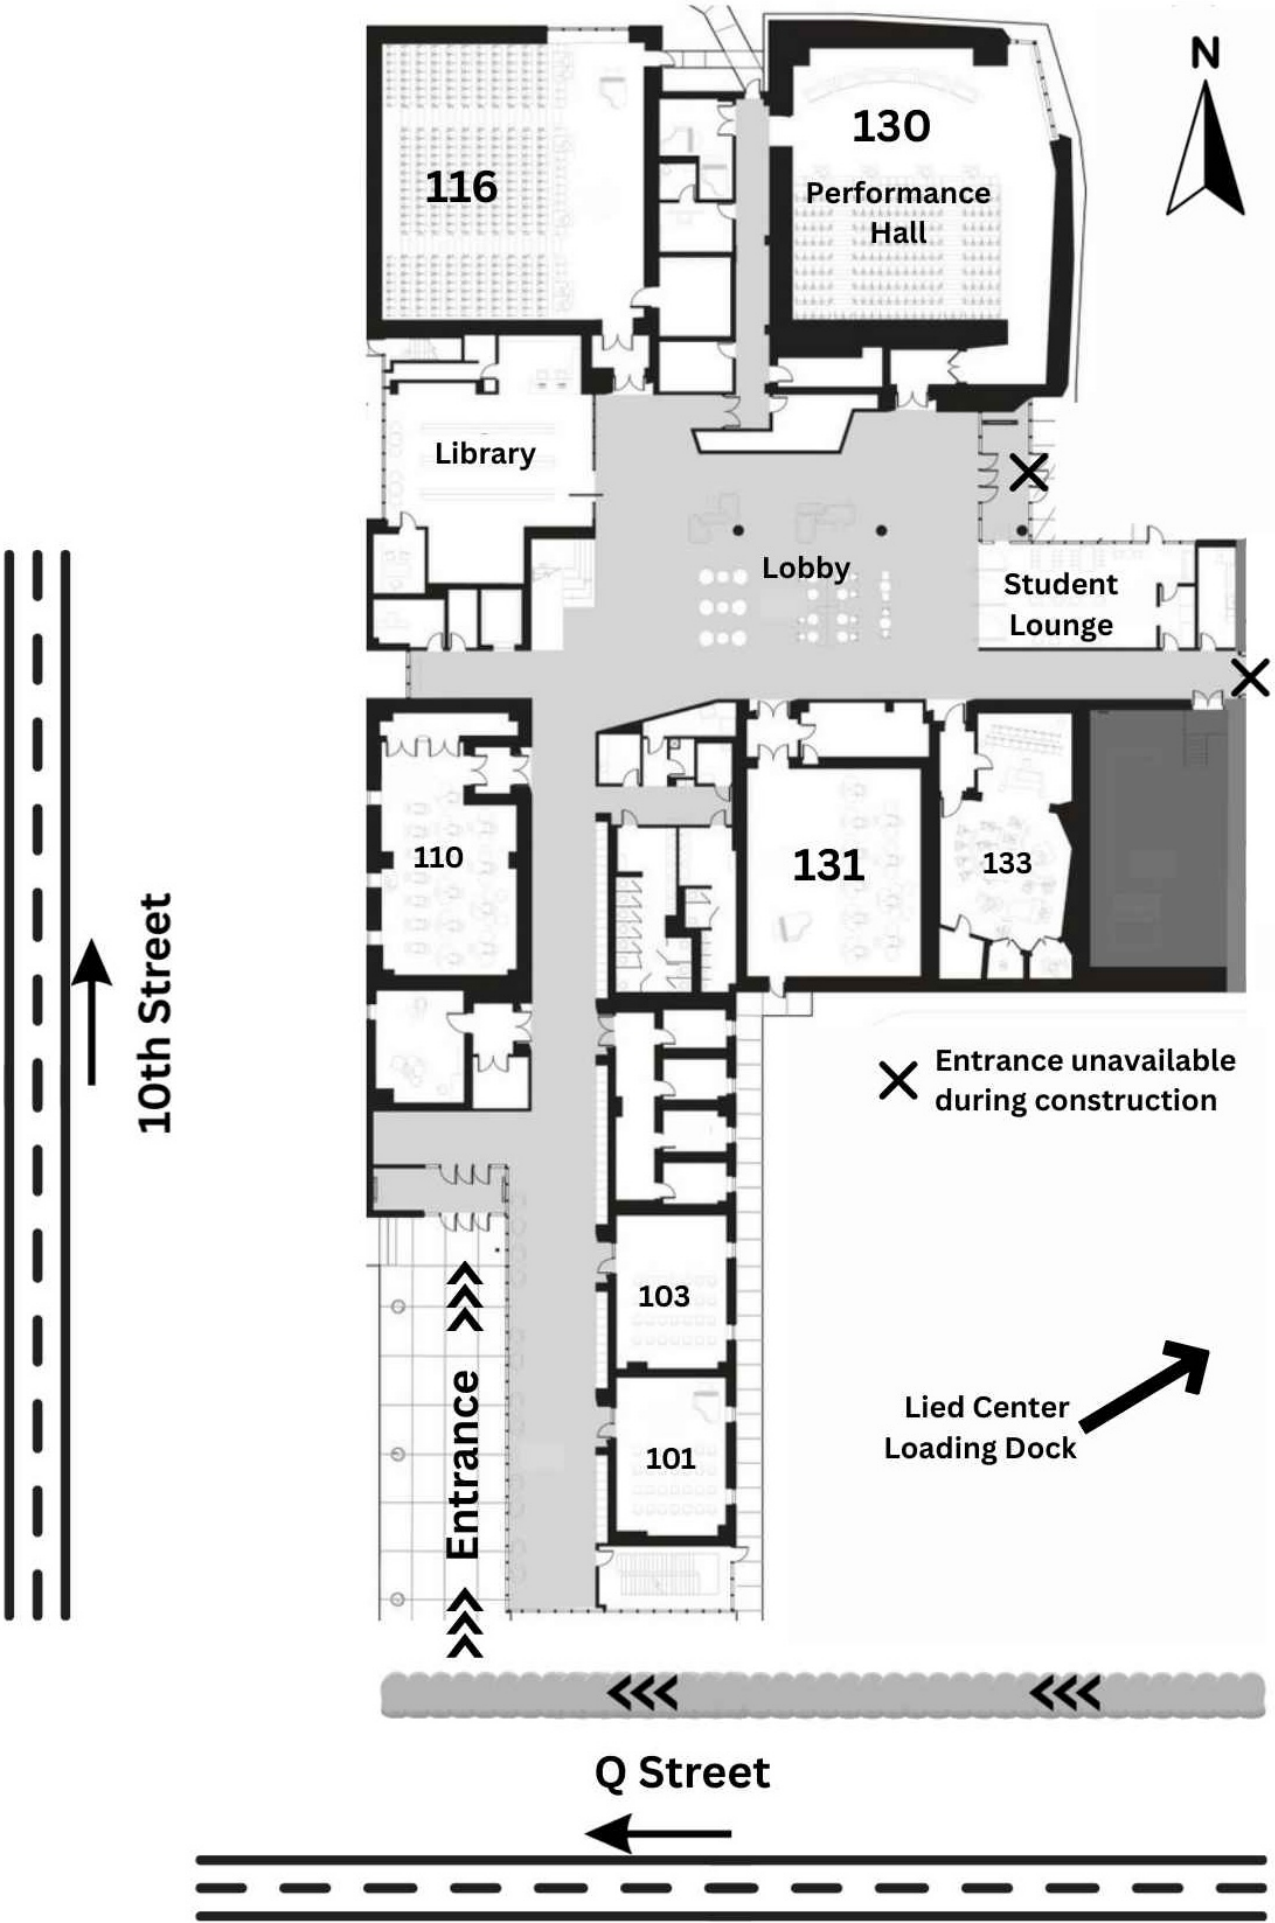 N
116
130
Performance
Hall
Library
Lobby
Student
Lounge
110
131
133
10th Street
Entrance unavailable
during construction
103
Entrance
Lied Center
Loading Dock
101
Q Street